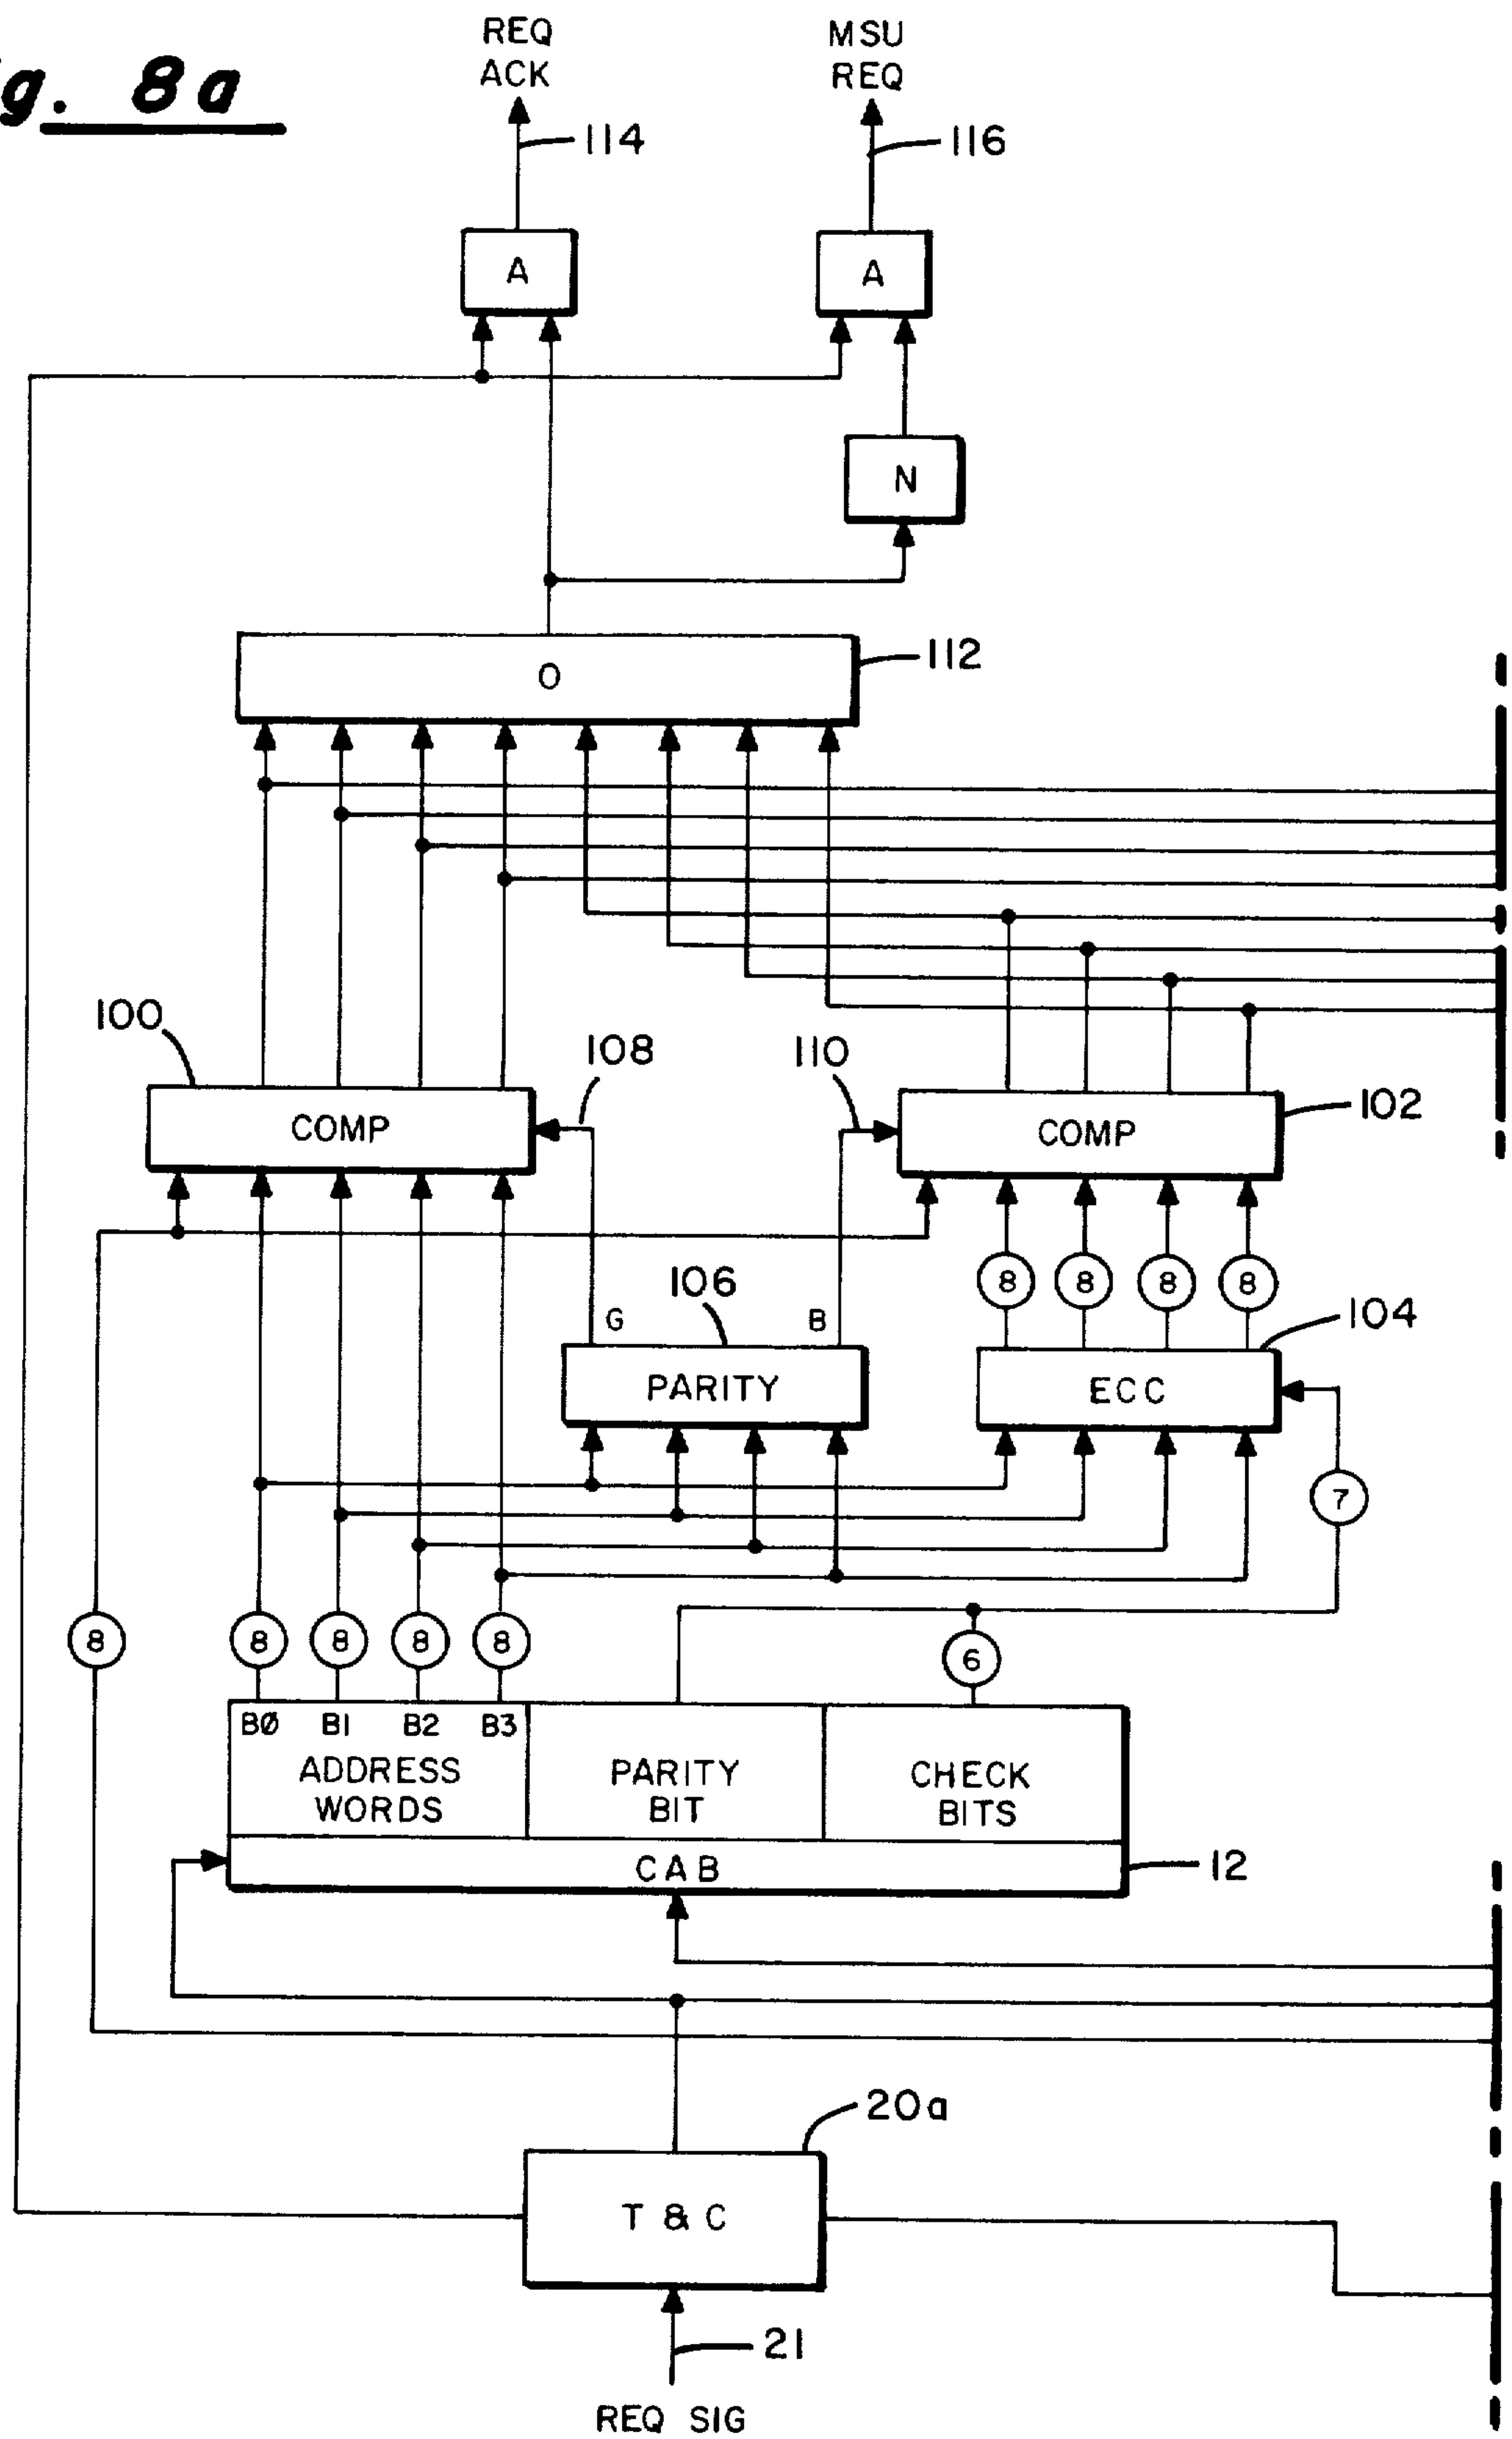 g. 8a
REQ
ACK
MSU
REQ
114
116
A
A
N
112
O
100
108
110
102
COMP
COMP
106
8 8 8 8
104
G
B
PARITY
ECC
7
8
8 8 8 8
6
BØ B1 B2 B3
ADDRESS
WORDS
PARITY
BIT
CHECK
BITS
CAB
12
20a
T & C
21
REQ SIG